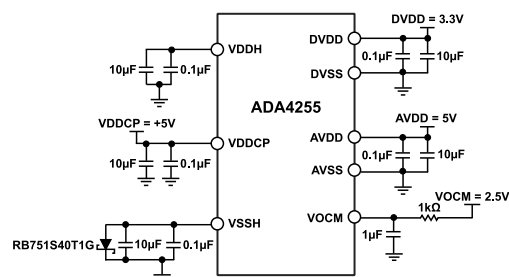 DVDD = 3.3V
VDDH
DVDD
10µF
0.1µF
0.1µF
10µF
DVSS
ADA4255
VDDCP = +5V
AVDD = 5V
VDDCP
AVDD
10µF
0.1µF
0.1µF
10µF
AVSS
VOCM = 2.5V
VSSH
VOCM
1kΩ
RB751S40T1G
10µF
0.1µF
1µF